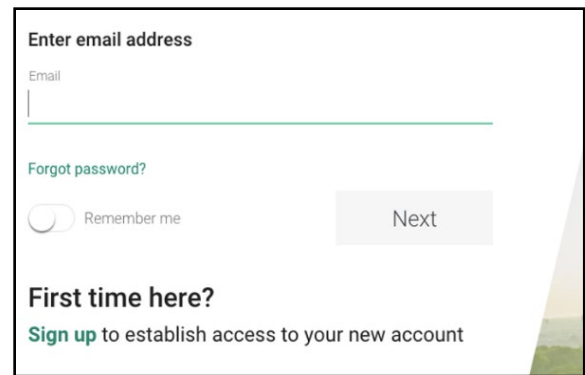 Enter email address
Email
Forgot password?
Remember me
Next
First time here?
Sign up to establish access to your new account